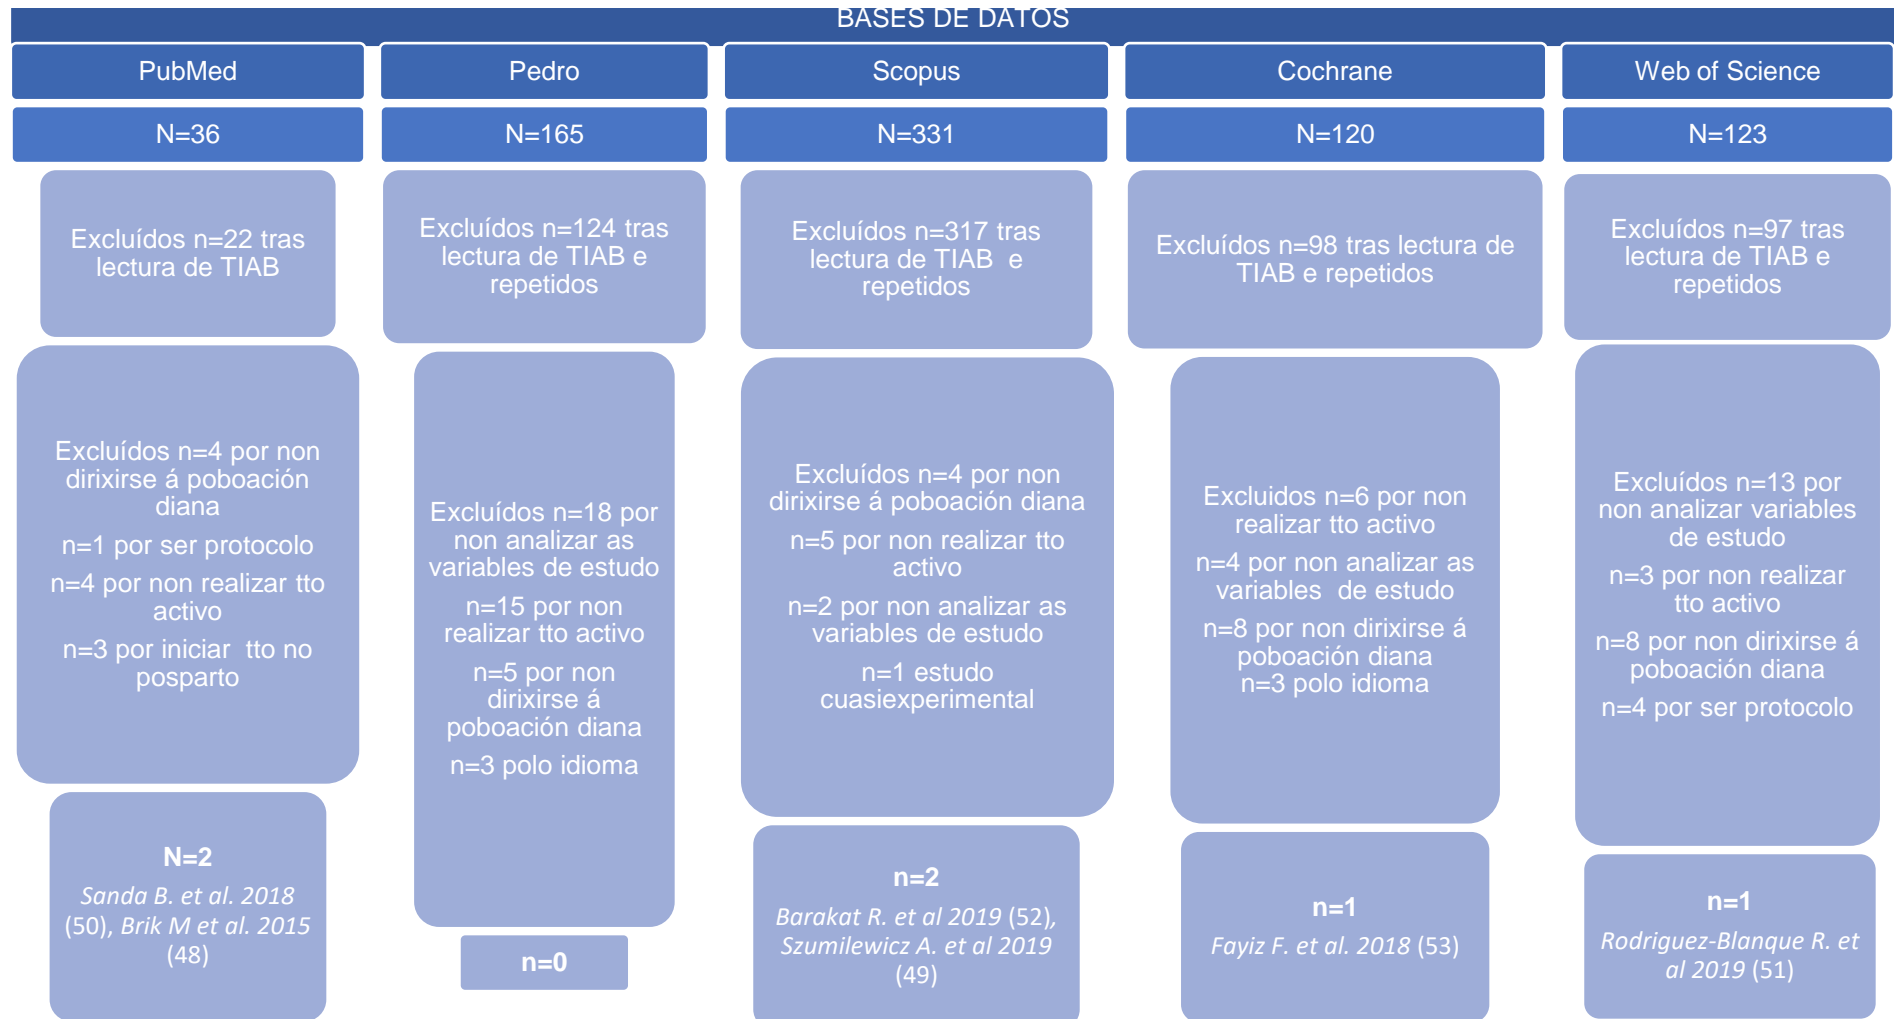 BASES DE DATOS
PubMed
N=36
Excluídos n=22 tras
lectura de TIAB
Excluídos n=4 por non
dirixirse á poboación
diana
n=1 por ser protocolo
n=4 por non realizar tto
activo
n=3 por iniciar tto no
posparto
N=2
Sanda B. et al. 2018
(50), Brik M et al. 2015
(48)
Pedro
N=165
Excluídos n=124 tras
lectura de TIAB e
repetidos
Excluídos n=18 por
non analizar as
variables de estudo
n=15 por non
realizar tto activo
n=5 por non
dirixirse á
poboación diana
n=3 polo idioma
n=0
Scopus
N=331
Excluídos n=317 tras
lectura de TIAB e
repetidos
Excluídos n=4 por non
dirixirse á poboación diana
n=5 por non realizar tto
activo
n=2 por non analizar as
variables de estudo
n=1 estudo
cuasiexperimental
n=2
Barakat R. et al 2019 (52),
Szumilewicz A. et al 2019
(49)
Cochrane
N=120
Excluídos n=98 tras lectura de
TIAB e repetidos
Excluidos n=6 por non
realizar tto activo
n=4 por non analizar as
variables de estudo
n=8 por non dirixirse á
poboación diana
n=3 polo idioma
n=1
Fayiz F. et al. 2018 (53)
Web of Science
N=123
Excluídos n=97 tras
lectura de TIAB e
repetidos
Excluídos n=13 por
non analizar variables
de estudo
n=3 por non realizar
tto activo
n=8 por non dirixirse á
poboación diana
n=4 por ser protocolo
n=1
Rodriguez-Blanque R. et
al 2019 (51)